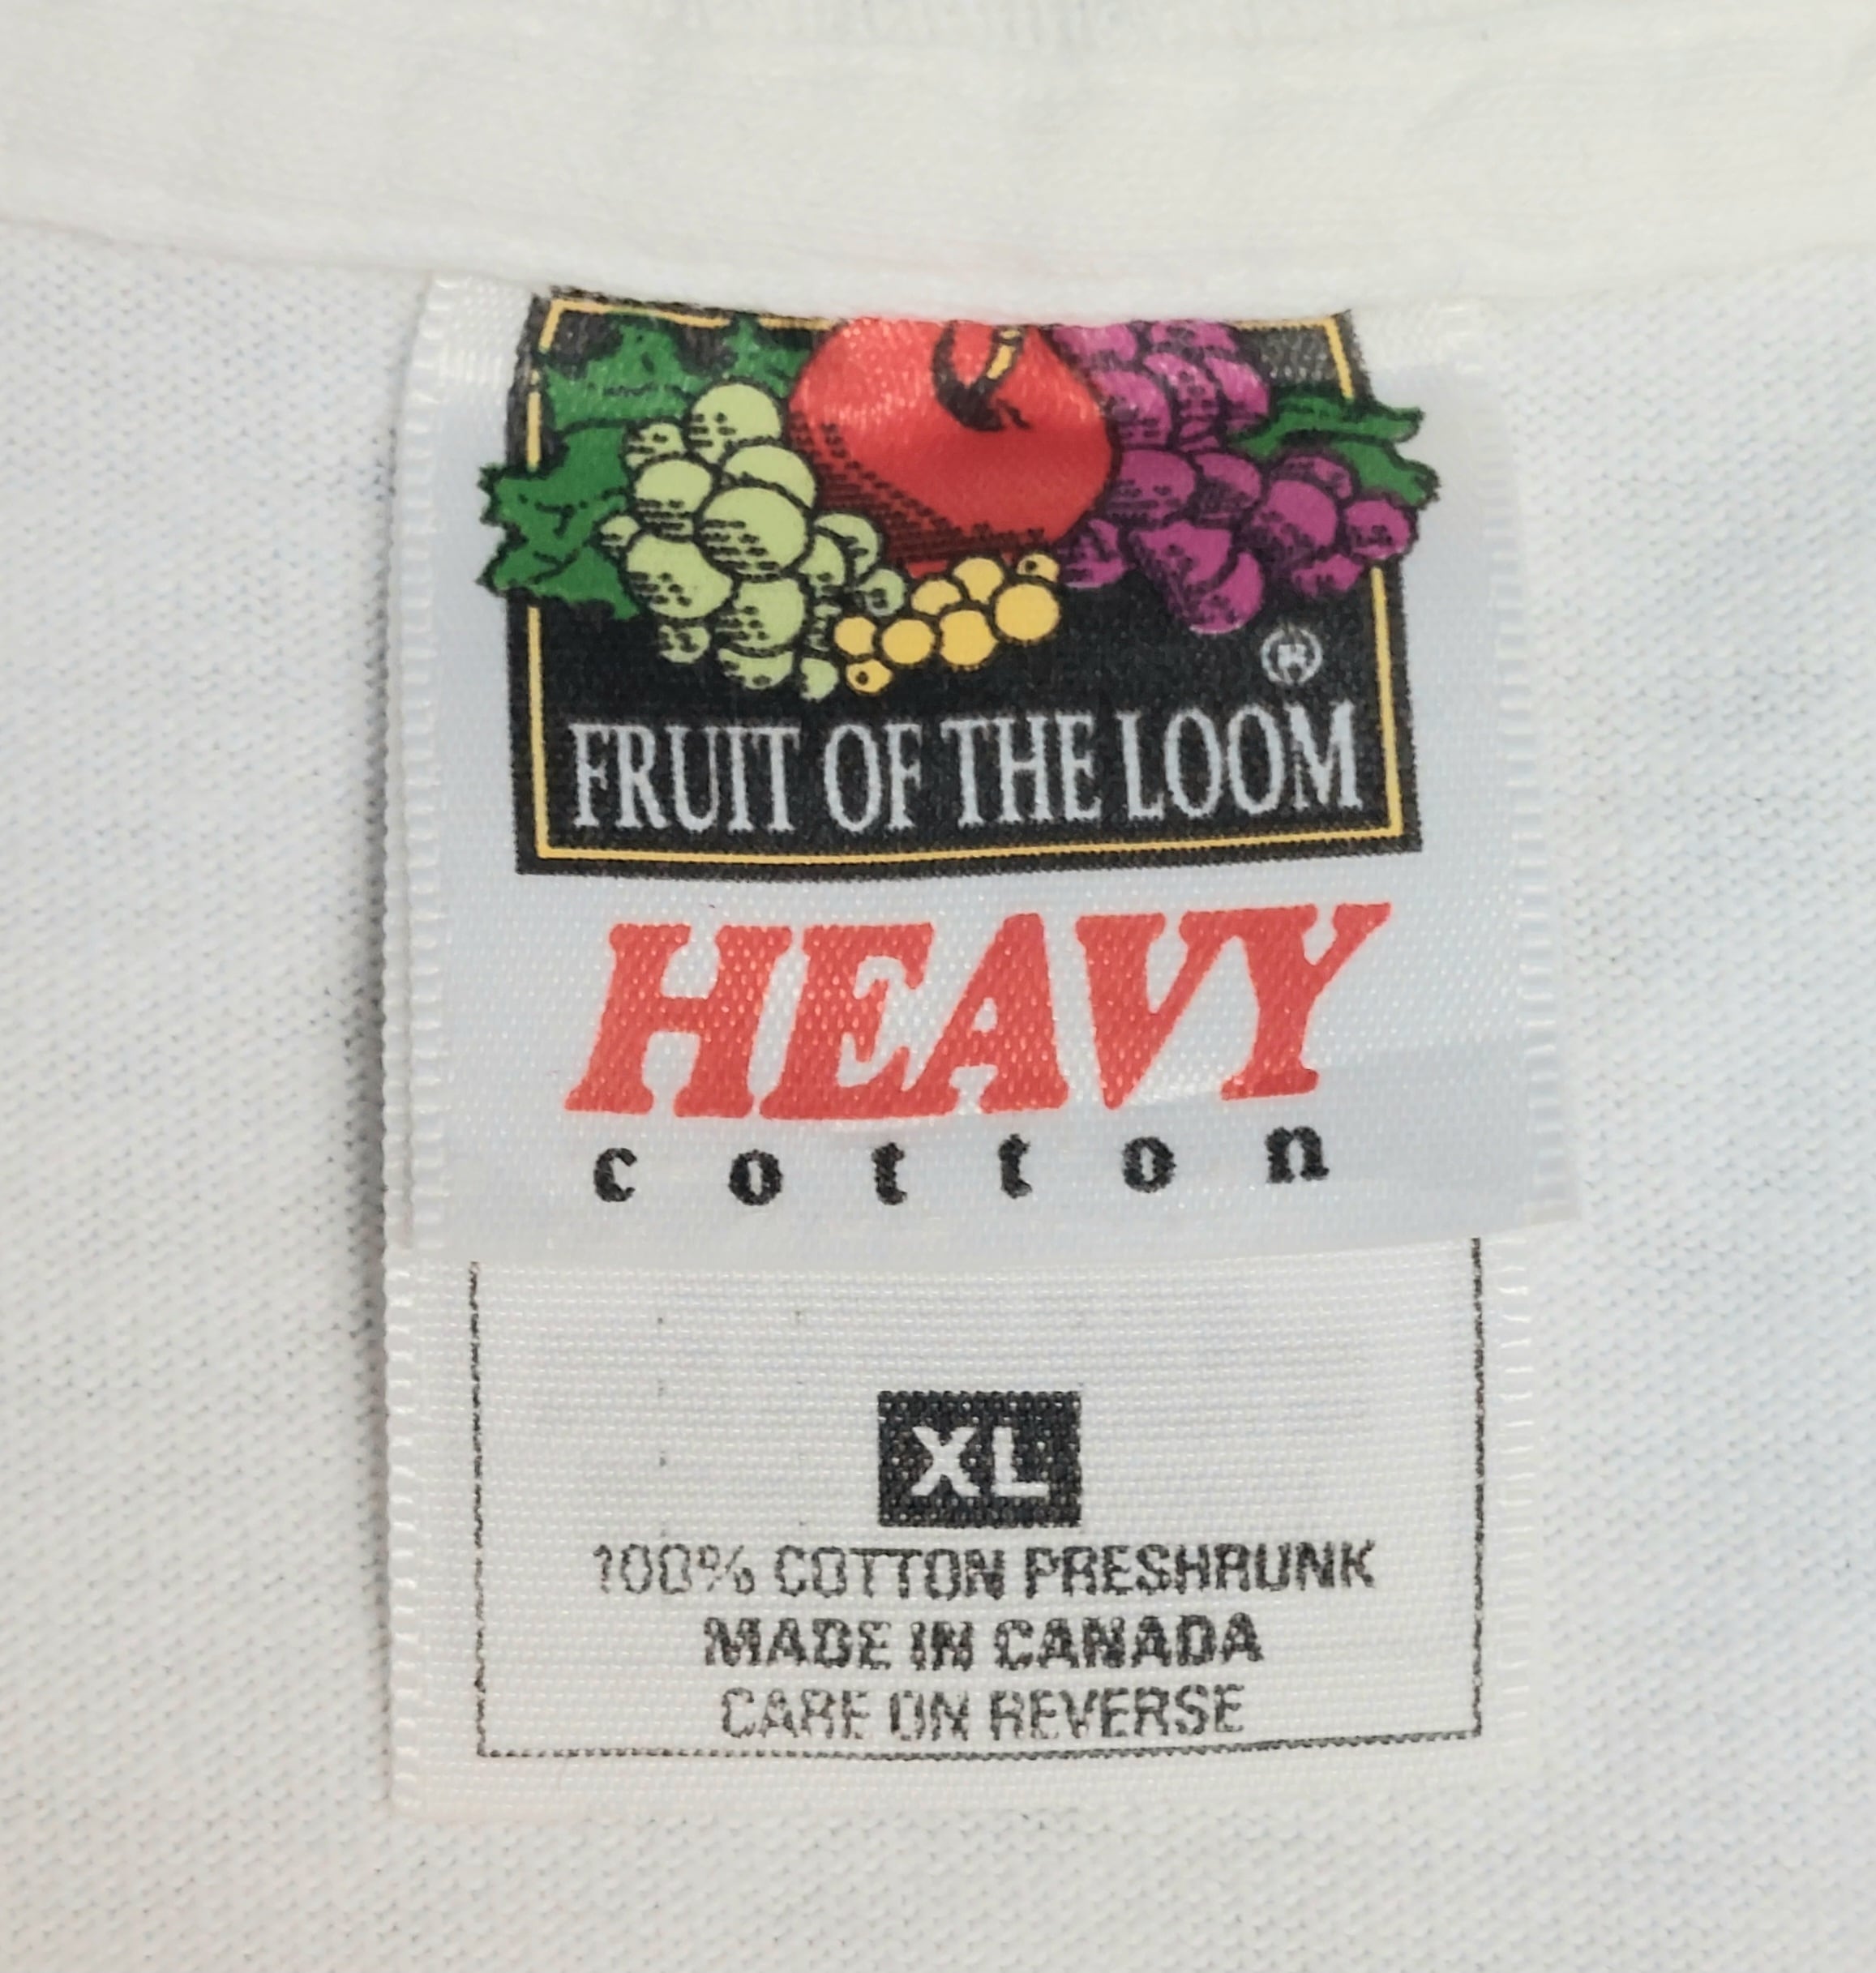 ®
FRUIT OF THE LOOM
HEAVY
cotton
XL
100% COTTON PRESHRUNK
MADE IN CANADA
CARE ON REVERSE